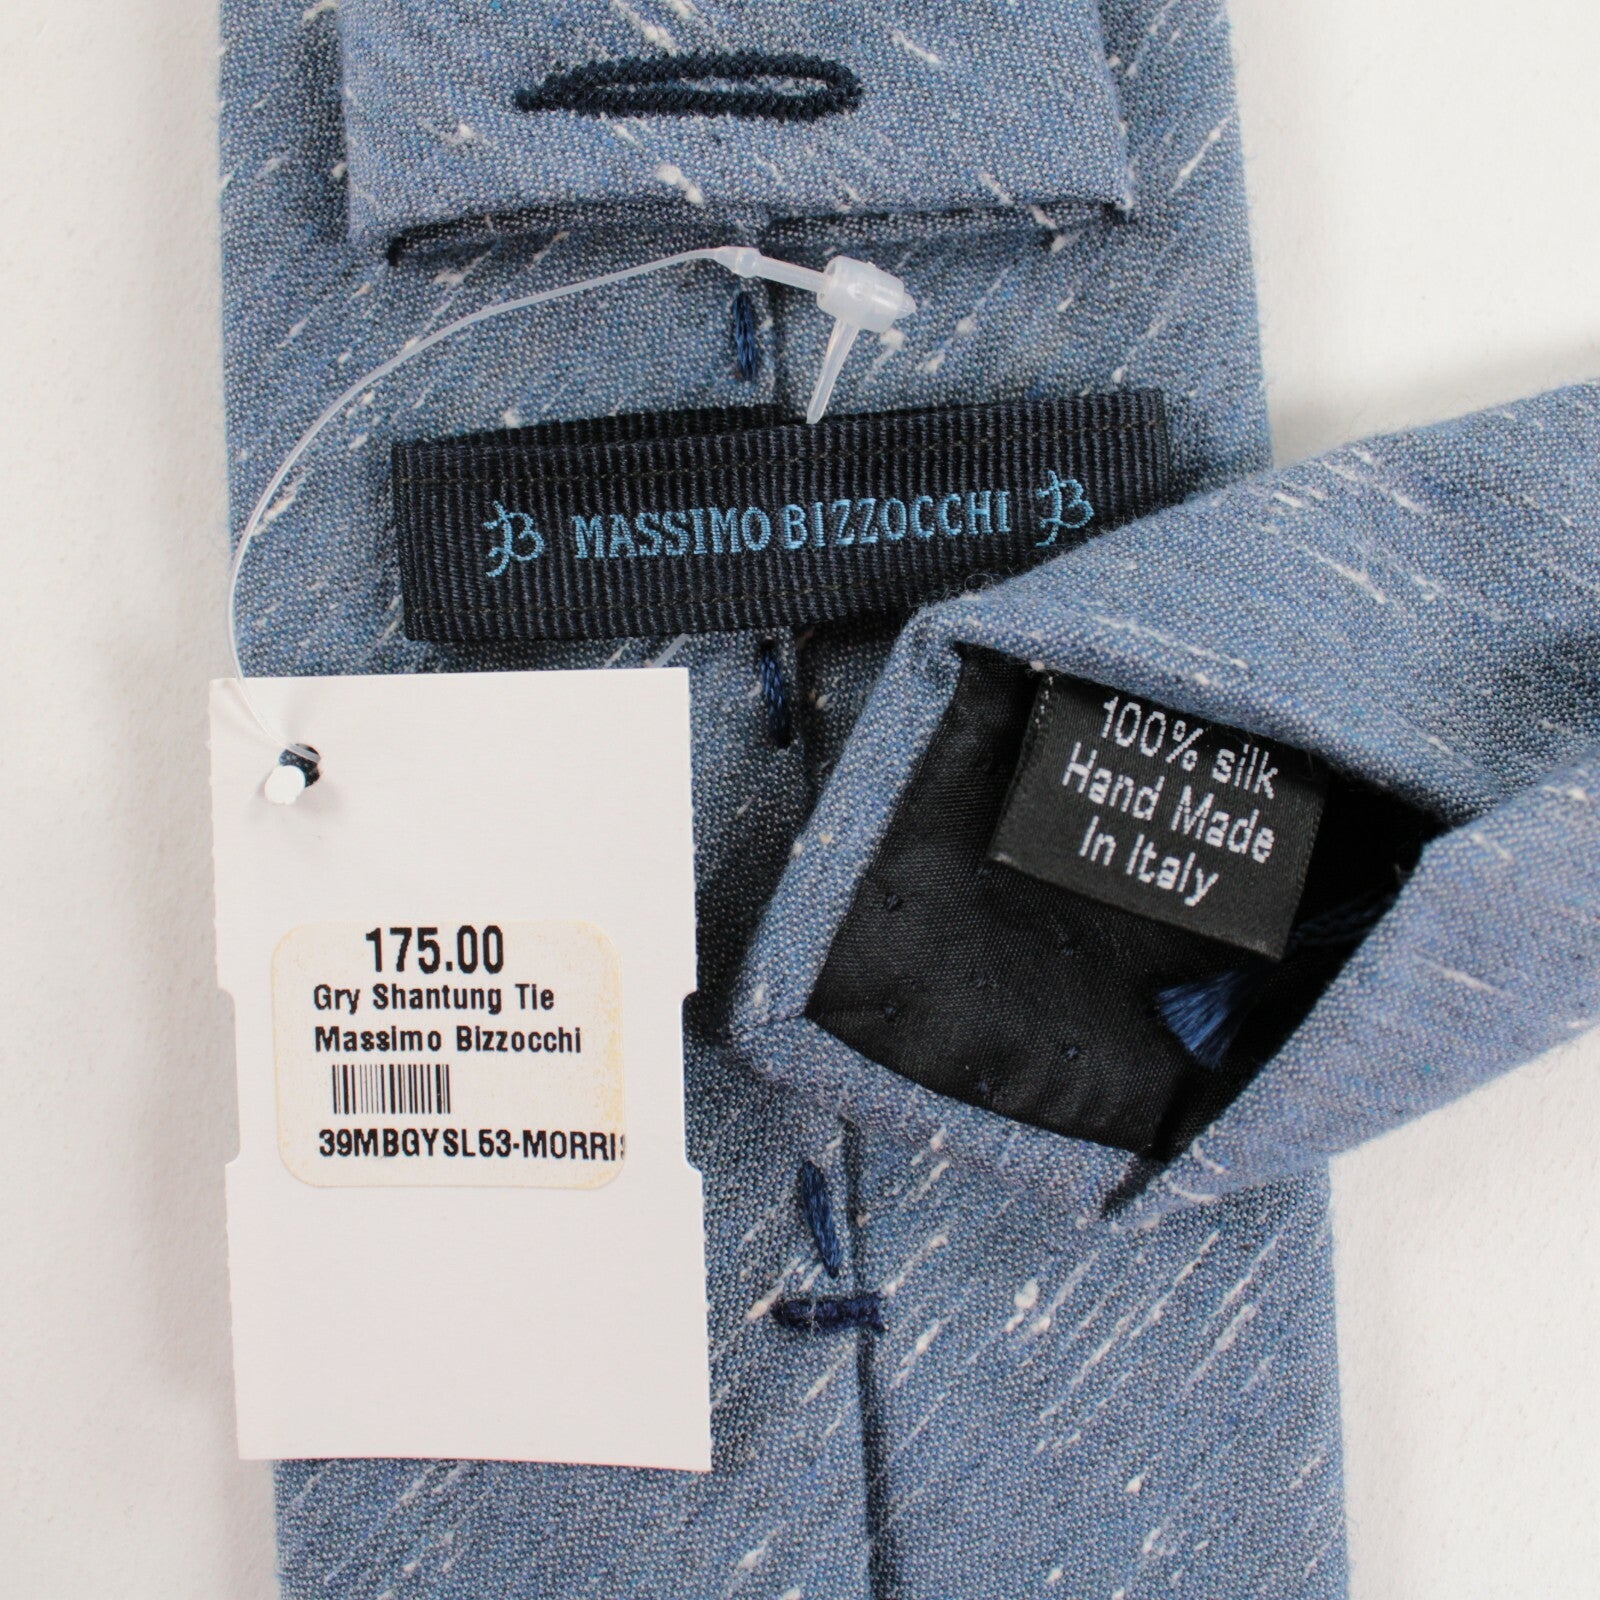 MASSIMO BIZZOCCHI
100% silk
Hand Made
In Italy
175.00
Gry Shantung Tie
Massimo Bizzocchi
39MBGYSL53-MORRI